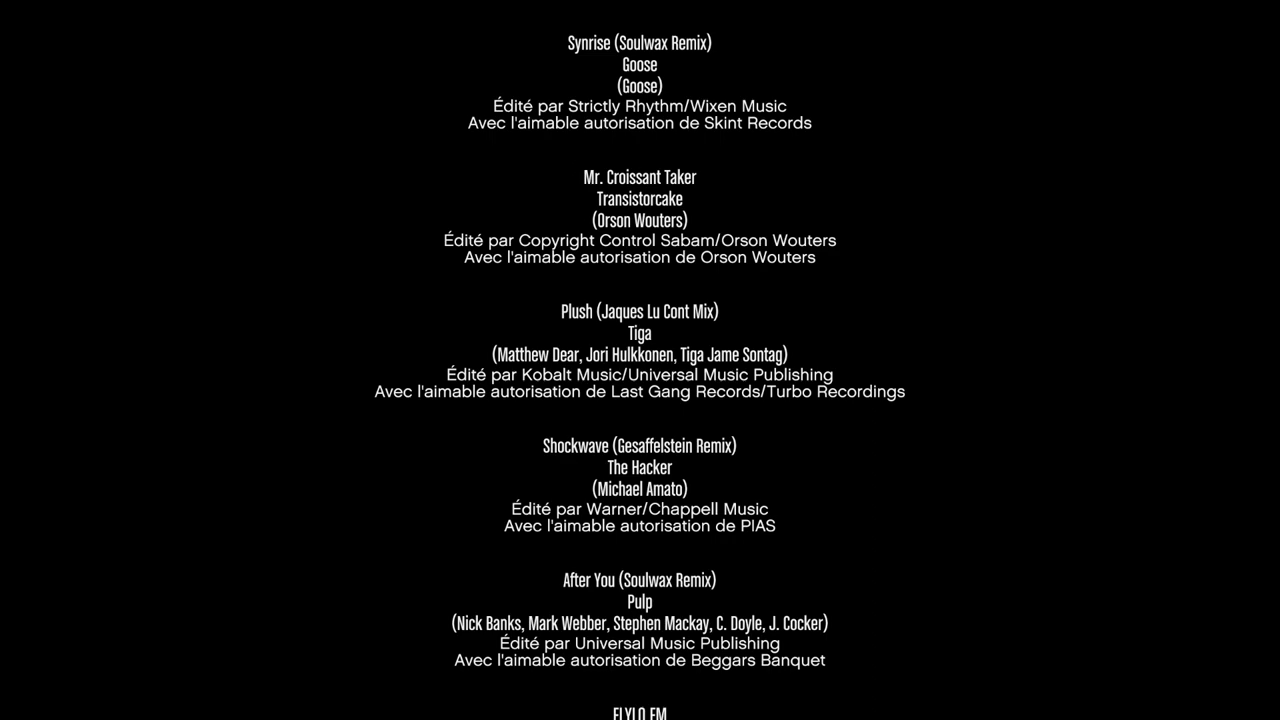 Synrise (Soulwax Remix)
Goose
(Goose)
Édité par Strictly Rhythm/Wixen Music
Avec l'aimable autorisation de Skint Records
Mr. Croissant Taker
Transistorcake
(Orson Wouters)
Édité par Copyright Control Sabam/Orson Wouters
Avec l'aimable autorisation de Orson Wouters
Plush (Jaques Lu Cont Mix)
Tiga
(Matthew Dear, Jori Hulkkonen, Tiga Jame Sontag)
Édité par Kobalt Music/Universal Music Publishing
Avec l'aimable autorisation de Last Gang Records/Turbo Recordings
Shockwave (Gesaffelstein Remix)
The Hacker
(Michael Amato)
Édité par Warner/Chappell Music
Avec l'aimable autorisation de PIAS
After You (Soulwax Remix)
Pulp
(Nick Banks, Mark Webber, Stephen Mackay, C. Doyle, J. Cocker)
Édité par Universal Music Publishing
Avec l'aimable autorisation de Beggars Banquet
FLYLO FM